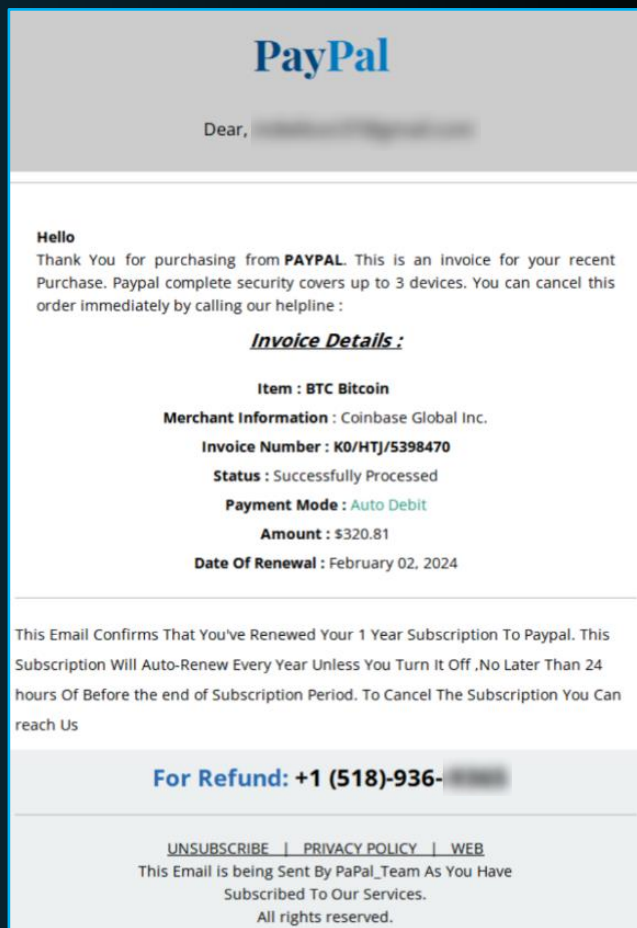 PayPal
Dear,
Hello
Thank You for purchasing from PAYPAL. This is an invoice for your recent
Purchase. Paypal complete security covers up to 3 devices. You can cancel this
order immediately by calling our helpline :
Invoice Details :
Item : BTC Bitcoin
Merchant Information : Coinbase Global Inc.
Invoice Number : K0/HTJ/5398470
Status : Successfully Processed
Payment Mode : Auto Debit
Amount : $320.81
Date Of Renewal : February 02, 2024
This Email Confirms That You've Renewed Your 1 Year Subscription To Paypal. This
Subscription Will Auto-Renew Every Year Unless You Turn It Off ,No Later Than 24
hours Of Before the end of Subscription Period. To Cancel The Subscription You Can
reach Us
For Refund: +1 (518)-936-
UNSUBSCRIBE | PRIVACY POLICY | WEB
This Email is being Sent By PaPal_Team As You Have
Subscribed To Our Services.
All rights reserved.